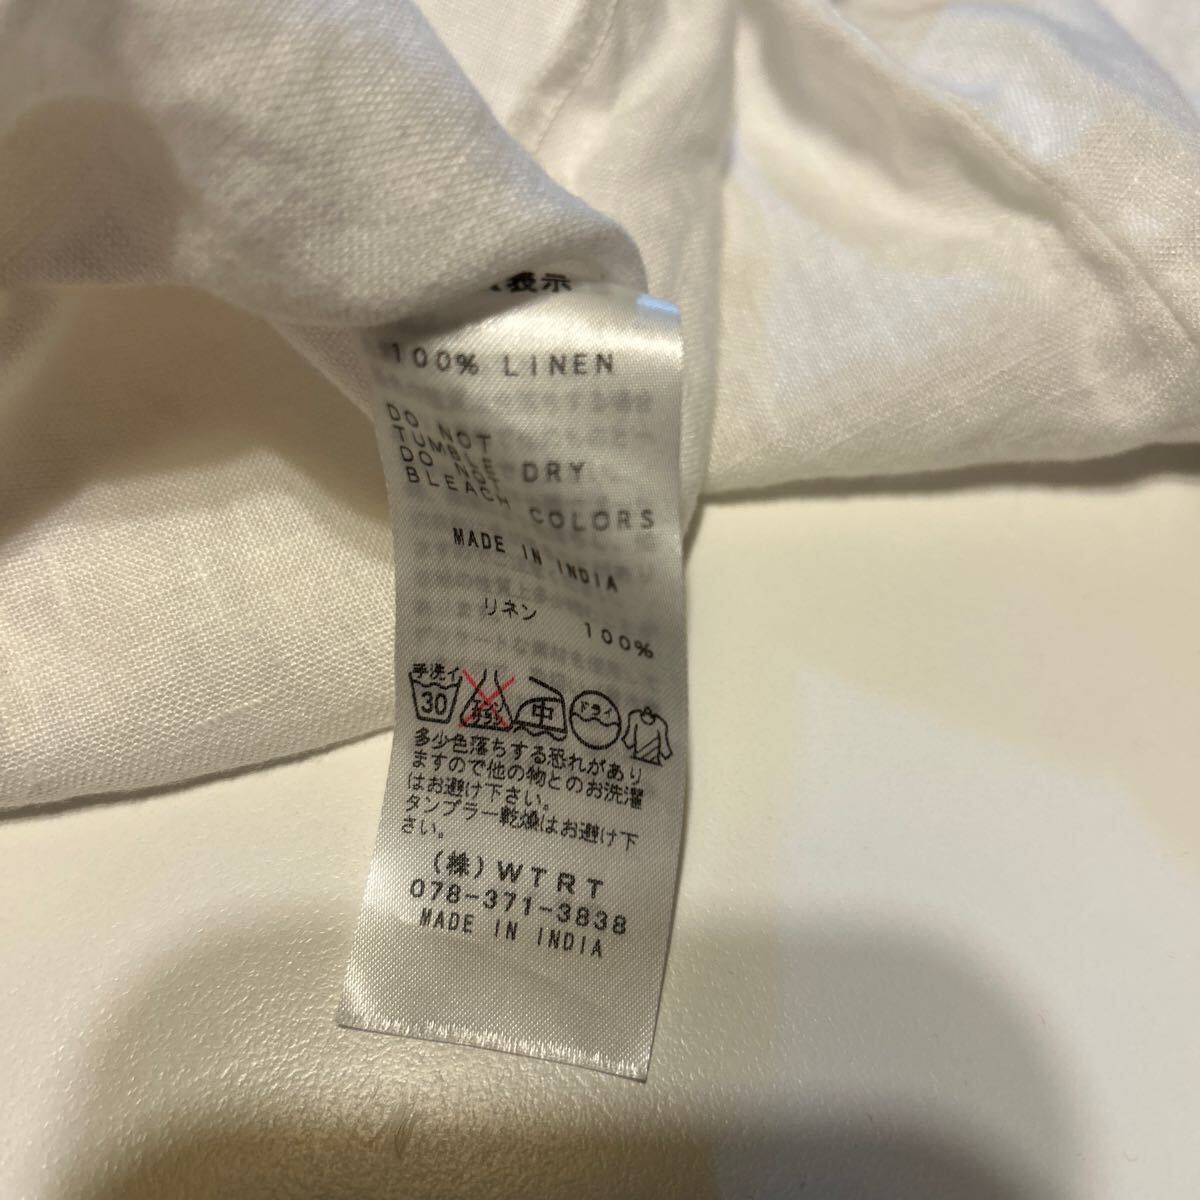 表示
100% LINEN
DO NOT
TUMBLE DRY
DO NOT
BLEACH COLORS
MADE IN INDIA
リネン 100%
手洗イ
30 中 ドライ
多少色落ちする恐れがあり
ますので他の物とのお洗濯
はお避け下さい。
タンブラー乾燥はお避け下
さい。
(株)WTRT
078-371-3838
MADE IN INDIA